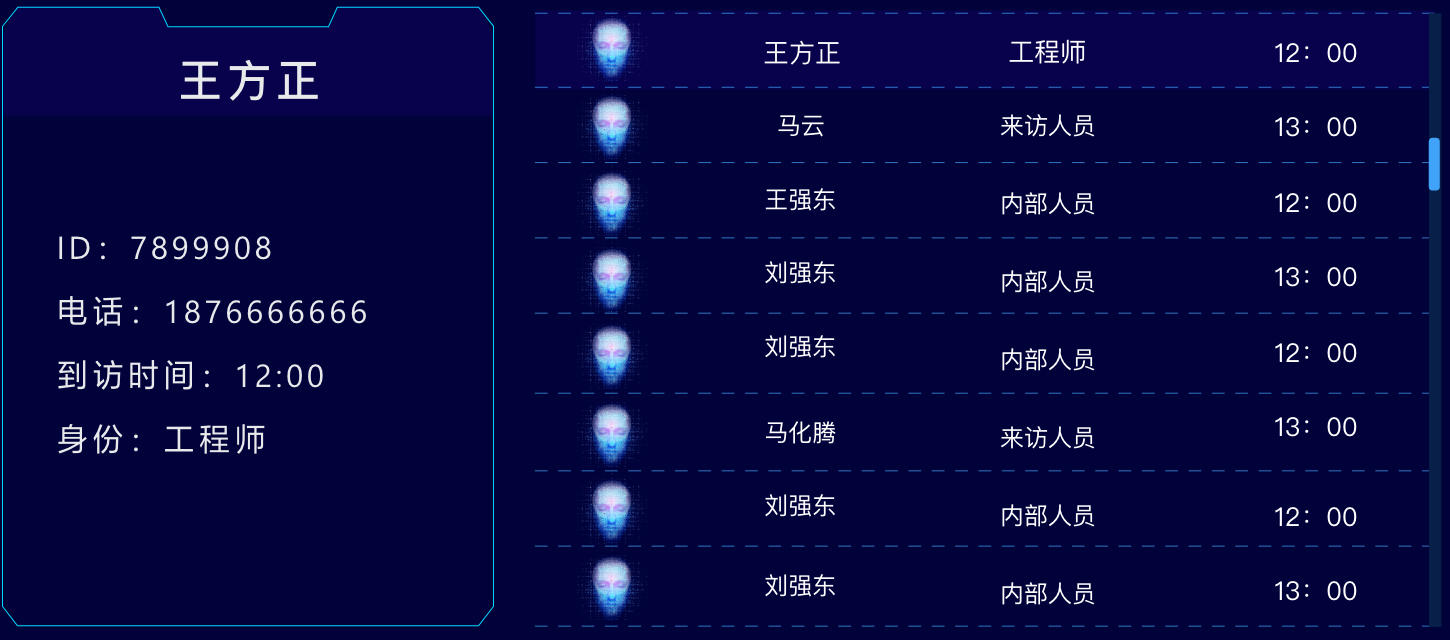 王方正
ID：7899908
电话：1876666666
到访时间：12:00
身份：工程师
王方正 工程师 12：00
马云 来访人员 13：00
王强东 内部人员 12：00
刘强东 内部人员 13：00
刘强东 内部人员 12：00
马化腾 来访人员 13：00
刘强东 内部人员 12：00
刘强东 内部人员 13：00